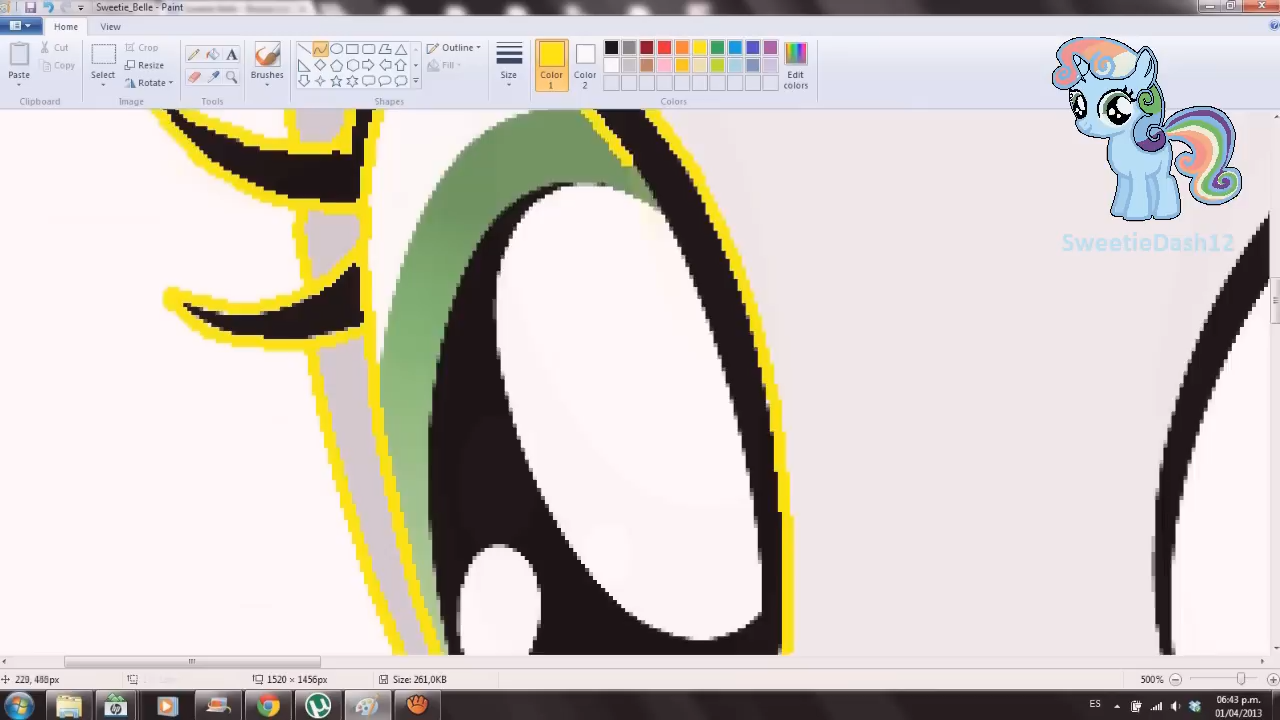 Sweetie_Belle - Paint
Home
View
Paste
Cut
Copy
Clipboard
Select
Crop
Resize
Rotate
Image
A
Tools
Brushes
Outline
Fill
Shapes
Size
Color 1
Color 2
Edit colors
Colors
SweetieDash12
228, 488px
1520 × 1456px
Size: 261,0KB
500%
ES
06:43 p.m.
01/04/2013